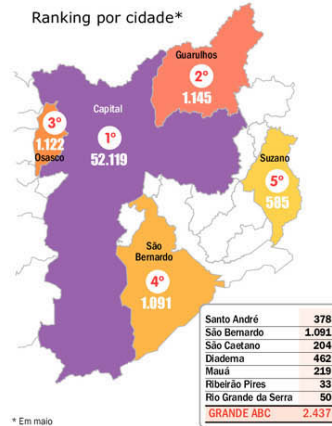 Ranking por cidade*
Guarulhos
2º
1.145
Capital
1º
52.119
3º
1.122
Osasco
Suzano
5º
585
São
Bernardo
4º
1.091
Santo André 378
São Bernardo 1.091
São Caetano 204
Diadema 462
Mauá 219
Ribeirão Pires 33
Rio Grande da Serra 50
GRANDE ABC 2.437
* Em maio